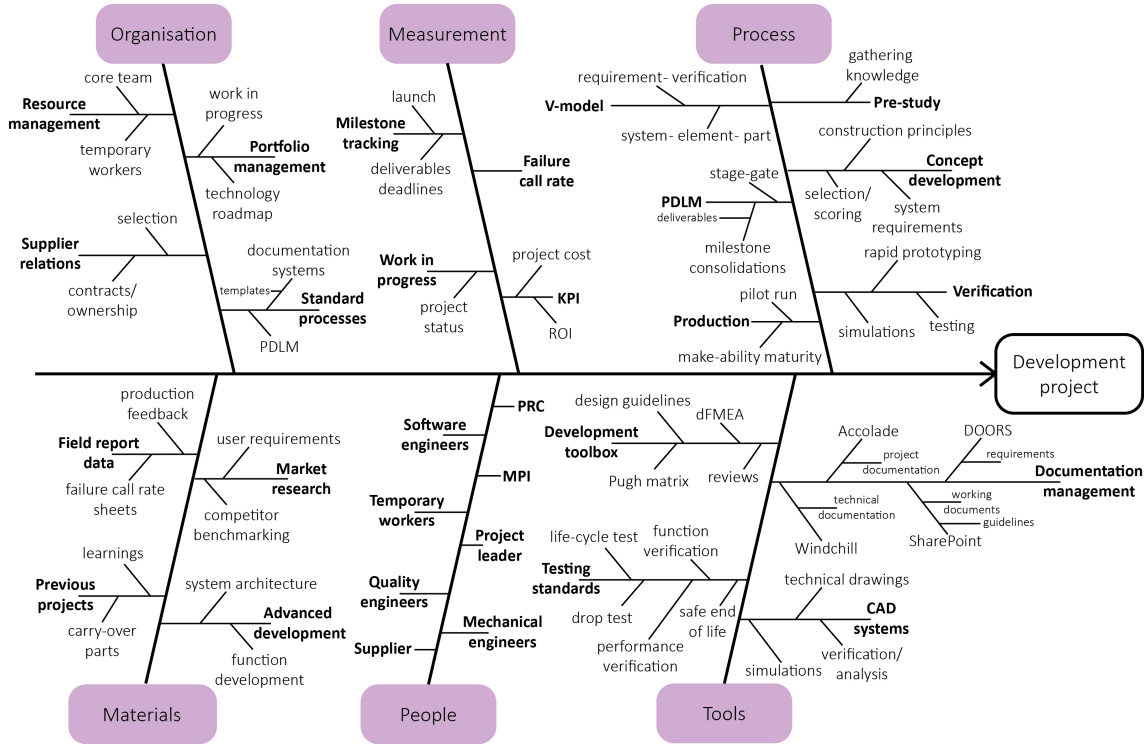 Organisation
Measurement
Process
core team
Resource
management
temporary
workers
work in
progress
Portfolio
management
technology
roadmap
selection
Supplier
relations
contracts/
ownership
documentation
systems
templates
Standard
processes
PDLM
launch
Milestone
tracking
deliverables
deadlines
Failure
call rate
Work in
progress
project
status
project cost
KPI
ROI
requirement- verification
V-model
system- element- part
gathering
knowledge
Pre-study
construction principles
Concept
development
selection/
scoring
system
requirements
stage-gate
PDLM
deliverables
milestone
consolidations
rapid prototyping
Verification
simulations
testing
pilot run
Production
make-ability maturity
Development
project
production
feedback
Field report
data
failure call rate
sheets
user requirements
Market
research
competitor
benchmarking
learnings
Previous
projects
carry-over
parts
system architecture
Advanced
development
function
development
PRC
Software
engineers
MPI
Temporary
workers
Project
leader
Quality
engineers
Mechanical
engineers
Supplier
design guidelines
dFMEA
Development
toolbox
Pugh matrix
reviews
Accolade
project
documentation
DOORS
requirements
Documentation
management
technical
documentation
Windchill
working
documents
guidelines
SharePoint
life-cycle test
function
verification
Testing
standards
drop test
performance
verification
safe end
of life
technical drawings
CAD
systems
simulations
verification/
analysis
Materials
People
Tools